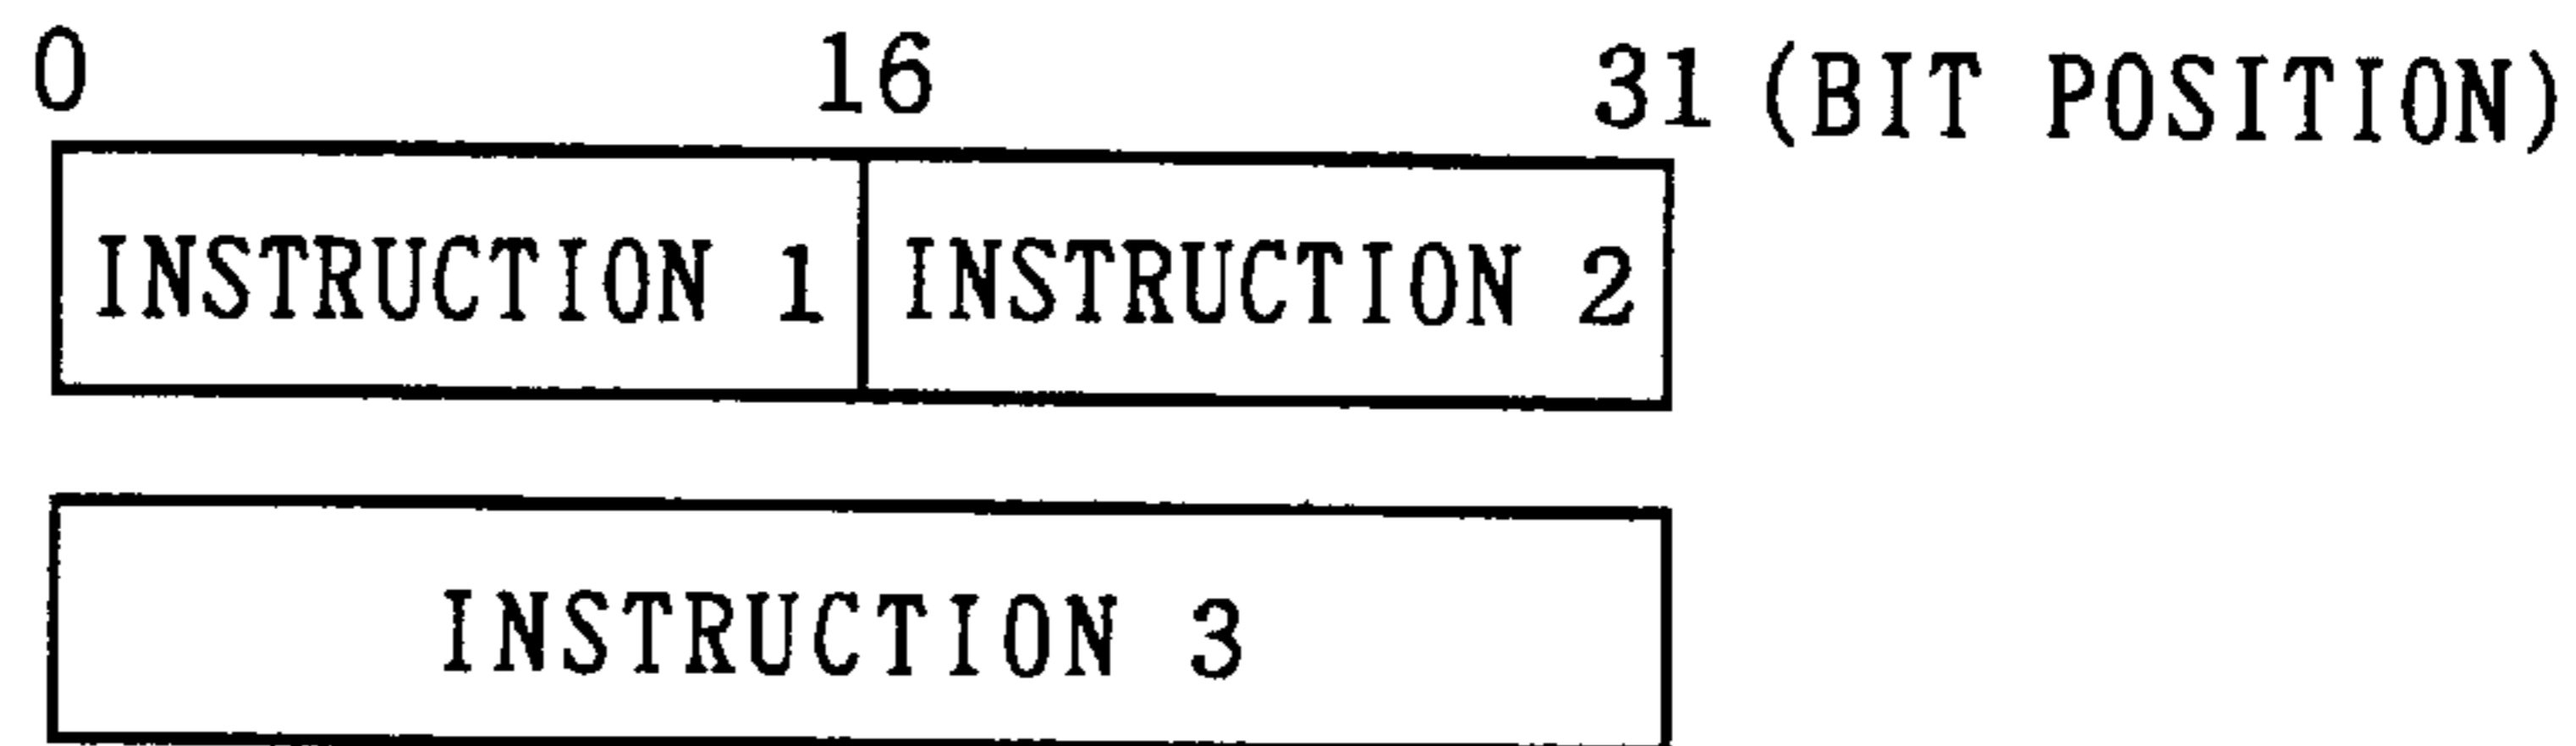 0 16 31 (BIT POSITION)
INSTRUCTION 1 INSTRUCTION 2
INSTRUCTION 3